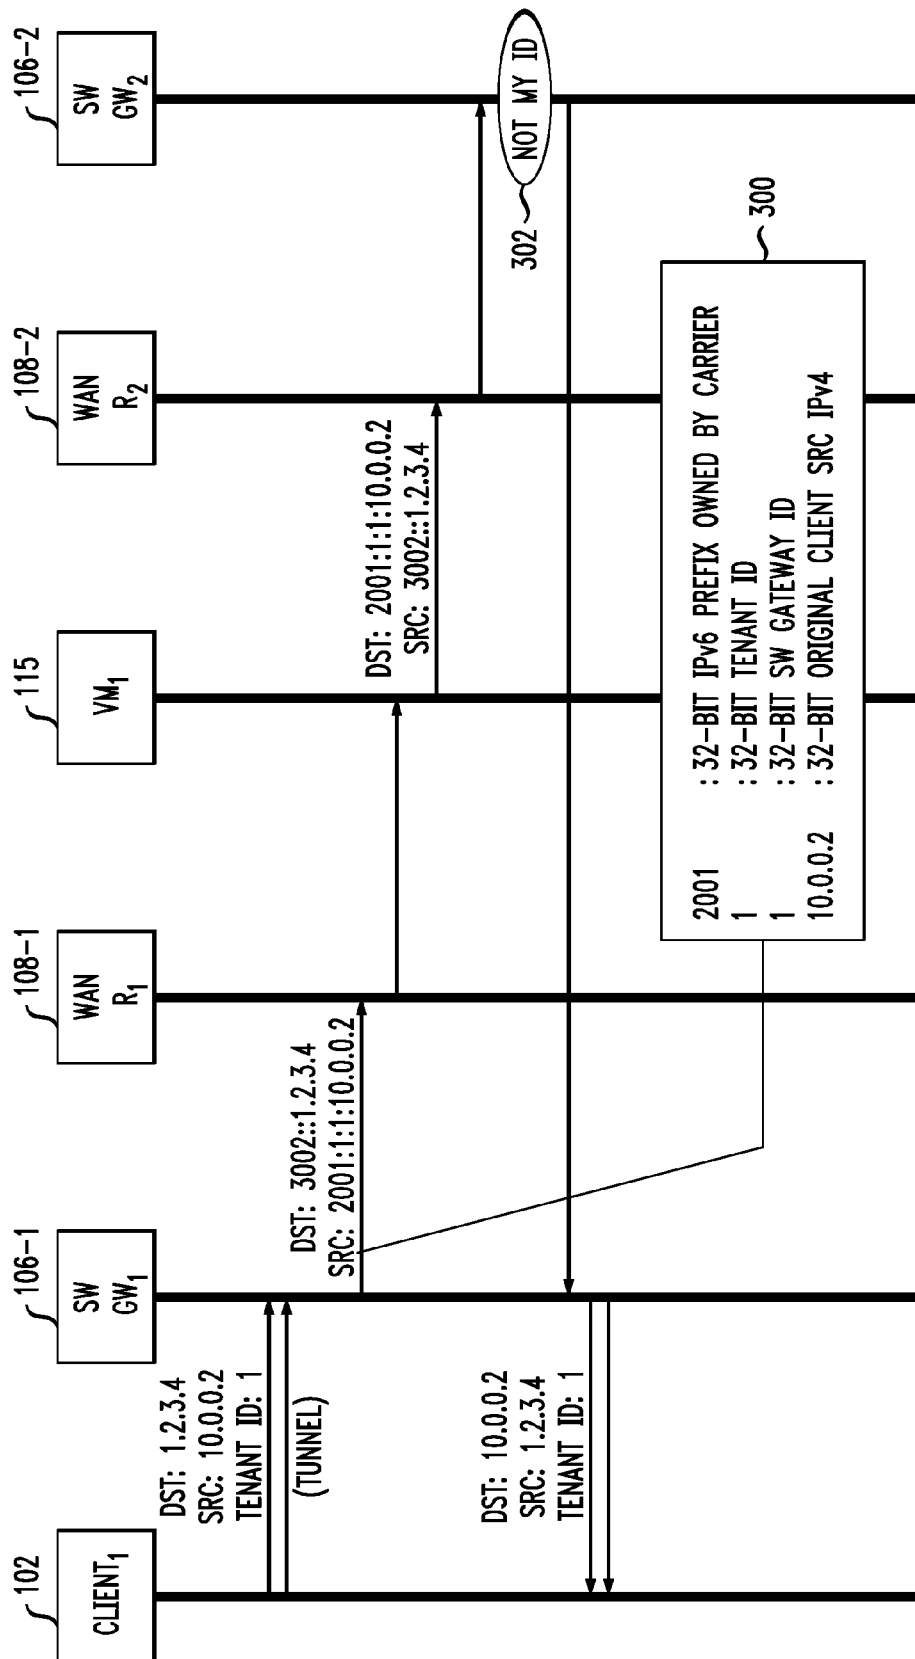 102
CLIENT1
106-1
SW
GW1
108-1
WAN
R1
115
VM1
108-2
WAN
R2
106-2
SW
GW2
DST: 1.2.3.4
SRC: 10.0.0.2
TENANT ID: 1
(TUNNEL)
DST: 3002::1.2.3.4
SRC: 2001:1:1:10.0.0.2
DST: 2001:1:1:10.0.0.2
SRC: 3002::1.2.3.4
NOT MY ID
302
DST: 10.0.0.2
SRC: 1.2.3.4
TENANT ID: 1
300
2001 :32-BIT IPv6 PREFIX OWNED BY CARRIER
1 :32-BIT TENANT ID
1 :32-BIT SW GATEWAY ID
10.0.0.2 :32-BIT ORIGINAL CLIENT SRC IPv4